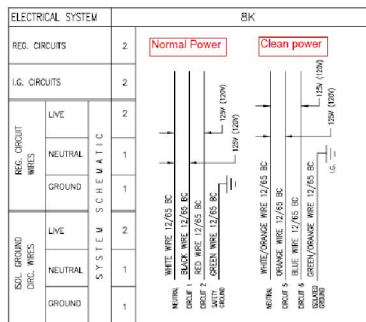 ELECTRICAL SYSTEM
8K
REG. CIRCUITS
2
Normal Power
Clean power
I.G. CIRCUITS
2
REG. CIRCUIT WIRES
LIVE
2
NEUTRAL
1
GROUND
1
ISOL. GROUND CIRC. WIRES
LIVE
2
NEUTRAL
1
GROUND
1
SYSTEM SCHEMATIC
WHITE WIRE 12/65 BC
BLACK WIRE 12/65 BC
RED WIRE 12/65 BC
GREEN WIRE 12/65 BC
125V (120V)
125V (120V)
NEUTRAL
CIRCUIT 1
CIRCUIT 2
SAFETY GROUND
WHITE/ORANGE WIRE 12/65 BC
ORANGE WIRE 12/65 BC
BLUE WIRE 12/65 BC
GREEN/ORANGE WIRE 12/65 BC
125V (120V)
125V (120V)
I.G.
NEUTRAL
CIRCUIT 5
CIRCUIT 6
ISOLATED GROUND